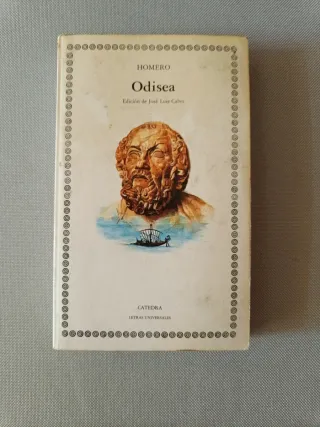 HOMERO
Odisea
Edición de José Luis Calvo
CATEDRA
LETRAS UNIVERSALES